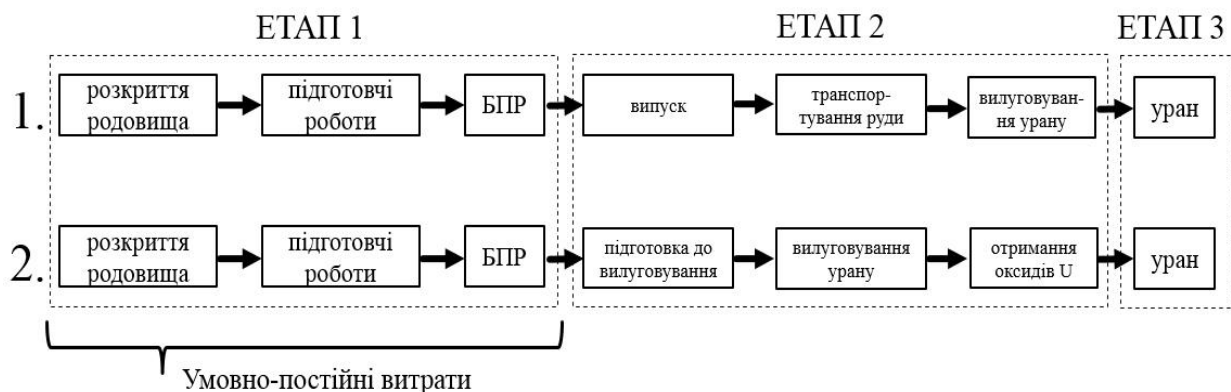 ЕТАП 1
ЕТАП 2
ЕТАП 3
1.
розкриття
родовища
підготовчі
роботи
БПР
випуск
транспор-
тування руди
вилуговуван-
ня урану
уран
2.
розкриття
родовища
підготовчі
роботи
БПР
підготовка до
вилуговування
вилуговування
урану
отримання
оксидів U
уран
Умовно-постійні витрати